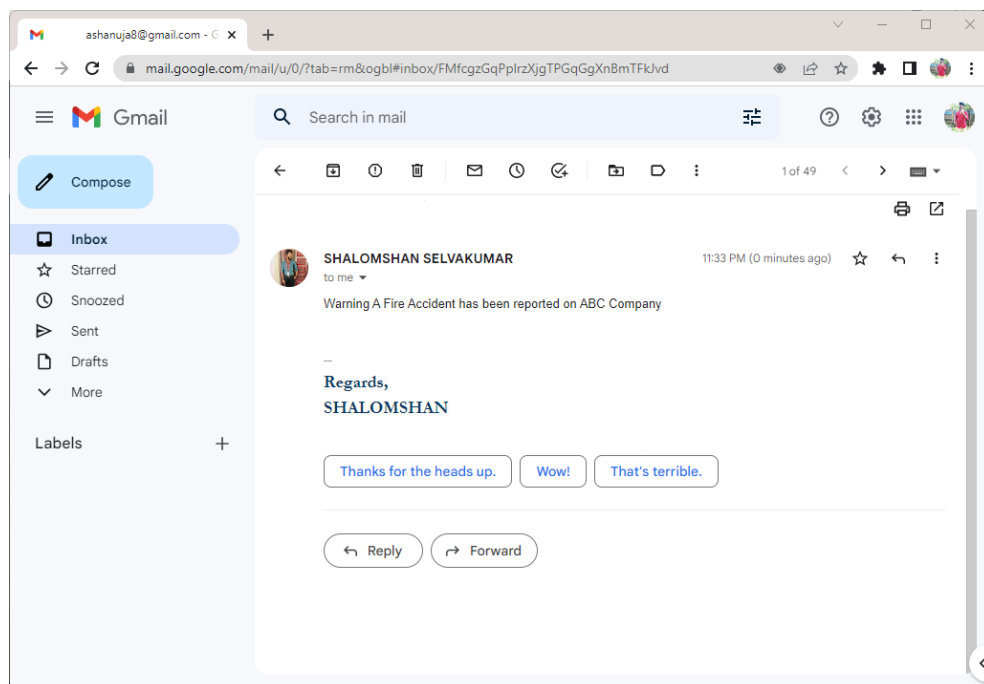 ashanuja8@gmail.com - G
mail.google.com/mail/u/0/?tab=rm&ogbl#inbox/FMfcgzGqPplrzXjgTPGqGgXnBmTFkJvd
Gmail
Search in mail
Compose
1 of 49
Inbox
Starred
Snoozed
Sent
Drafts
More
Labels
SHALOMSHAN SELVAKUMAR
11:33 PM (0 minutes ago)
to me
Warning A Fire Accident has been reported on ABC Company
--
Regards,
SHALOMSHAN
Thanks for the heads up.
Wow!
That's terrible.
Reply
Forward